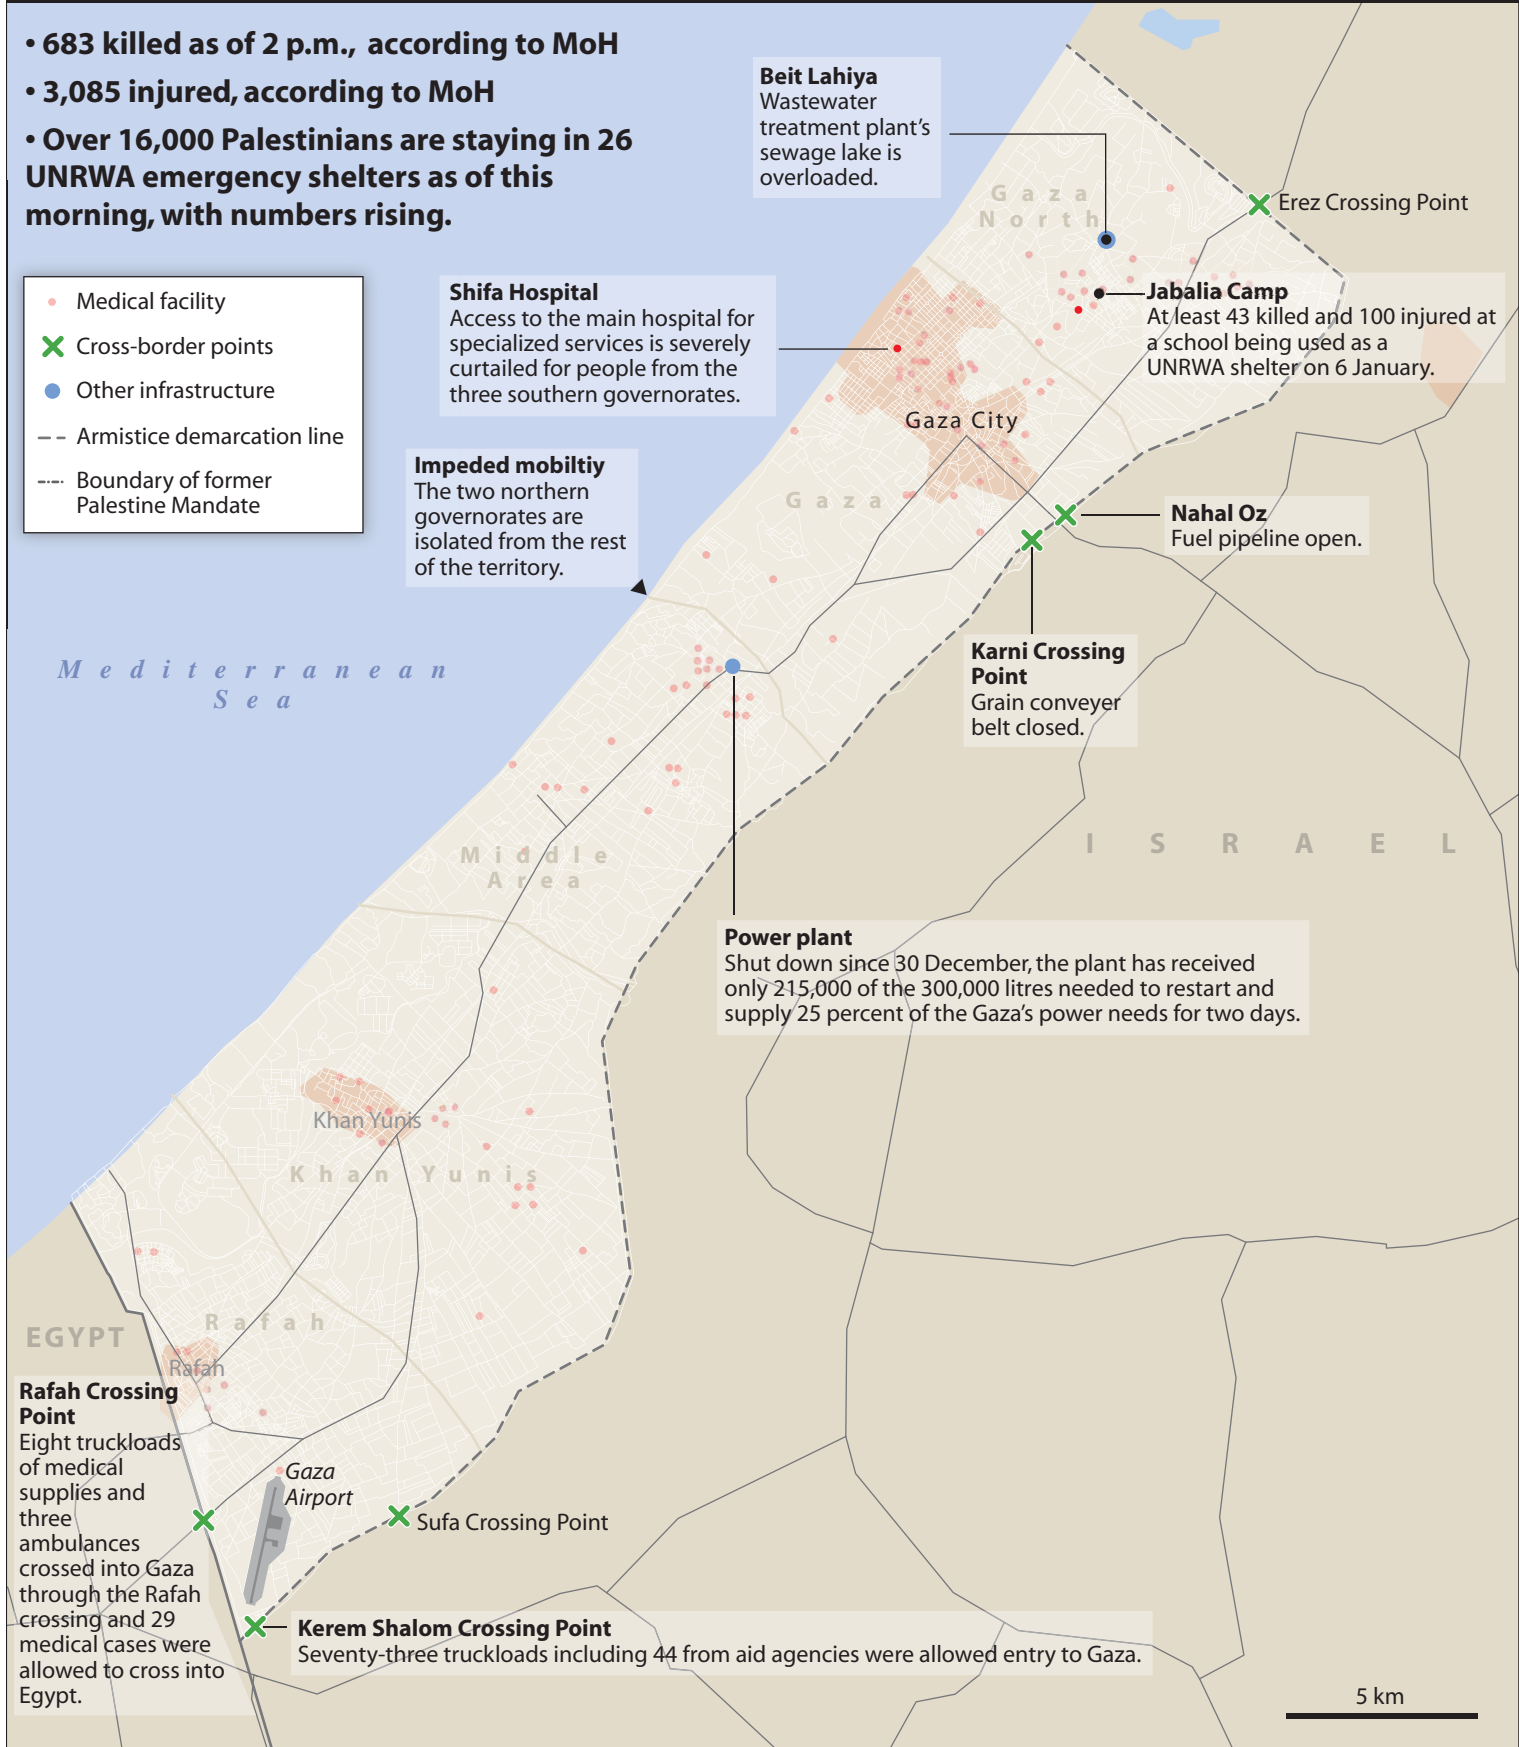 • 683 killed as of 2 p.m., according to MoH
• 3,085 injured, according to MoH
• Over 16,000 Palestinians are staying in 26
UNRWA emergency shelters as of this
morning, with numbers rising.
Medical facility
Cross-border points
Other infrastructure
Armistice demarcation line
Boundary of former
Palestine Mandate
Beit Lahiya
Wastewater
treatment plant's
sewage lake is
overloaded.
Gaza
North
Erez Crossing Point
Shifa Hospital
Access to the main hospital for
specialized services is severely
curtailed for people from the
three southern governorates.
Jabalia Camp
At least 43 killed and 100 injured at
a school being used as a
UNRWA shelter on 6 January.
Gaza City
Impeded mobiltiy
The two northern
governorates are
isolated from the rest
of the territory.
Gaza
Nahal Oz
Fuel pipeline open.
Karni Crossing
Point
Grain conveyer
belt closed.
Mediterranean
Sea
ISRAEL
Middle
Area
Power plant
Shut down since 30 December, the plant has received
only 215,000 of the 300,000 litres needed to restart and
supply 25 percent of the Gaza's power needs for two days.
Khan Yunis
Khan Yunis
Rafah
EGYPT
Rafah
Rafah Crossing
Point
Eight truckloads
of medical
supplies and
three
ambulances
crossed into Gaza
through the Rafah
crossing and 29
medical cases were
allowed to cross into
Egypt.
Gaza
Airport
Sufa Crossing Point
Kerem Shalom Crossing Point
Seventy-three truckloads including 44 from aid agencies were allowed entry to Gaza.
5 km